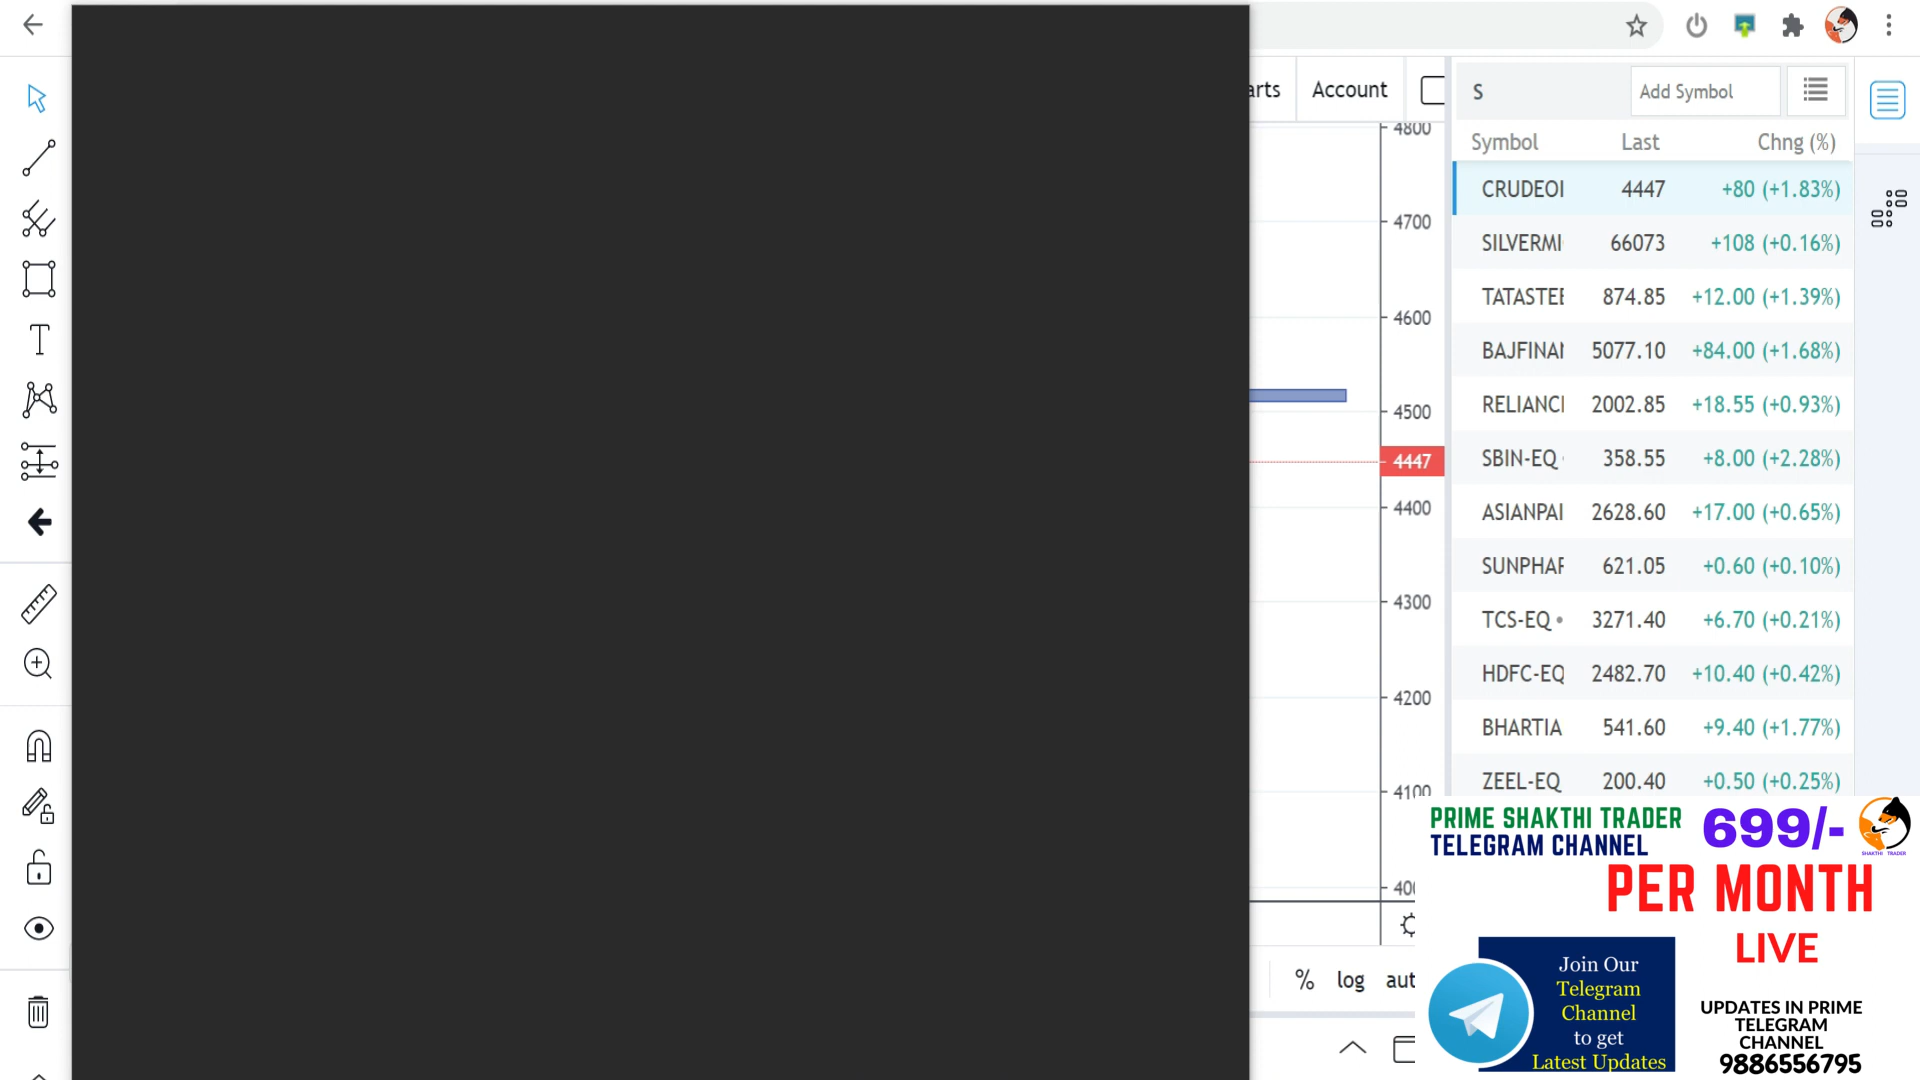 arts Account
S Add Symbol
Symbol Last Chng (%)
CRUDEOI 4447 +80 (+1.83%)
SILVERMI 66073 +108 (+0.16%)
TATASTEE 874.85 +12.00 (+1.39%)
BAJFINAN 5077.10 +84.00 (+1.68%)
RELIANCI 2002.85 +18.55 (+0.93%)
SBIN-EQ 358.55 +8.00 (+2.28%)
ASIANPAI 2628.60 +17.00 (+0.65%)
SUNPHAR 621.05 +0.60 (+0.10%)
TCS-EQ • 3271.40 +6.70 (+0.21%)
HDFC-EQ 2482.70 +10.40 (+0.42%)
BHARTIA 541.60 +9.40 (+1.77%)
ZEEL-EQ 200.40 +0.50 (+0.25%)
4800
4700
4600
4500
4447
4400
4300
4200
4100
400
% log aut
PRIME SHAKTHI TRADER
TELEGRAM CHANNEL
699/-
SHAKTHI TRADER
PER MONTH
LIVE
Join Our
Telegram
Channel
to get
Latest Updates
UPDATES IN PRIME
TELEGRAM
CHANNEL
9886556795